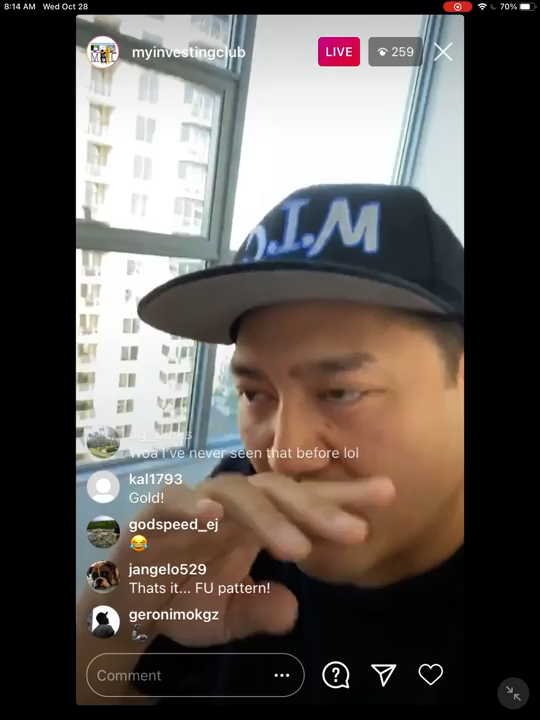 8:14 AM Wed Oct 28
70%
myinvestingclub
LIVE
259
M.I.C
Woa I've never seen that before lol
kal1793
Gold!
godspeed_ej
😂
jangelo529
Thats it... FU pattern!
geronimokgz
Comment